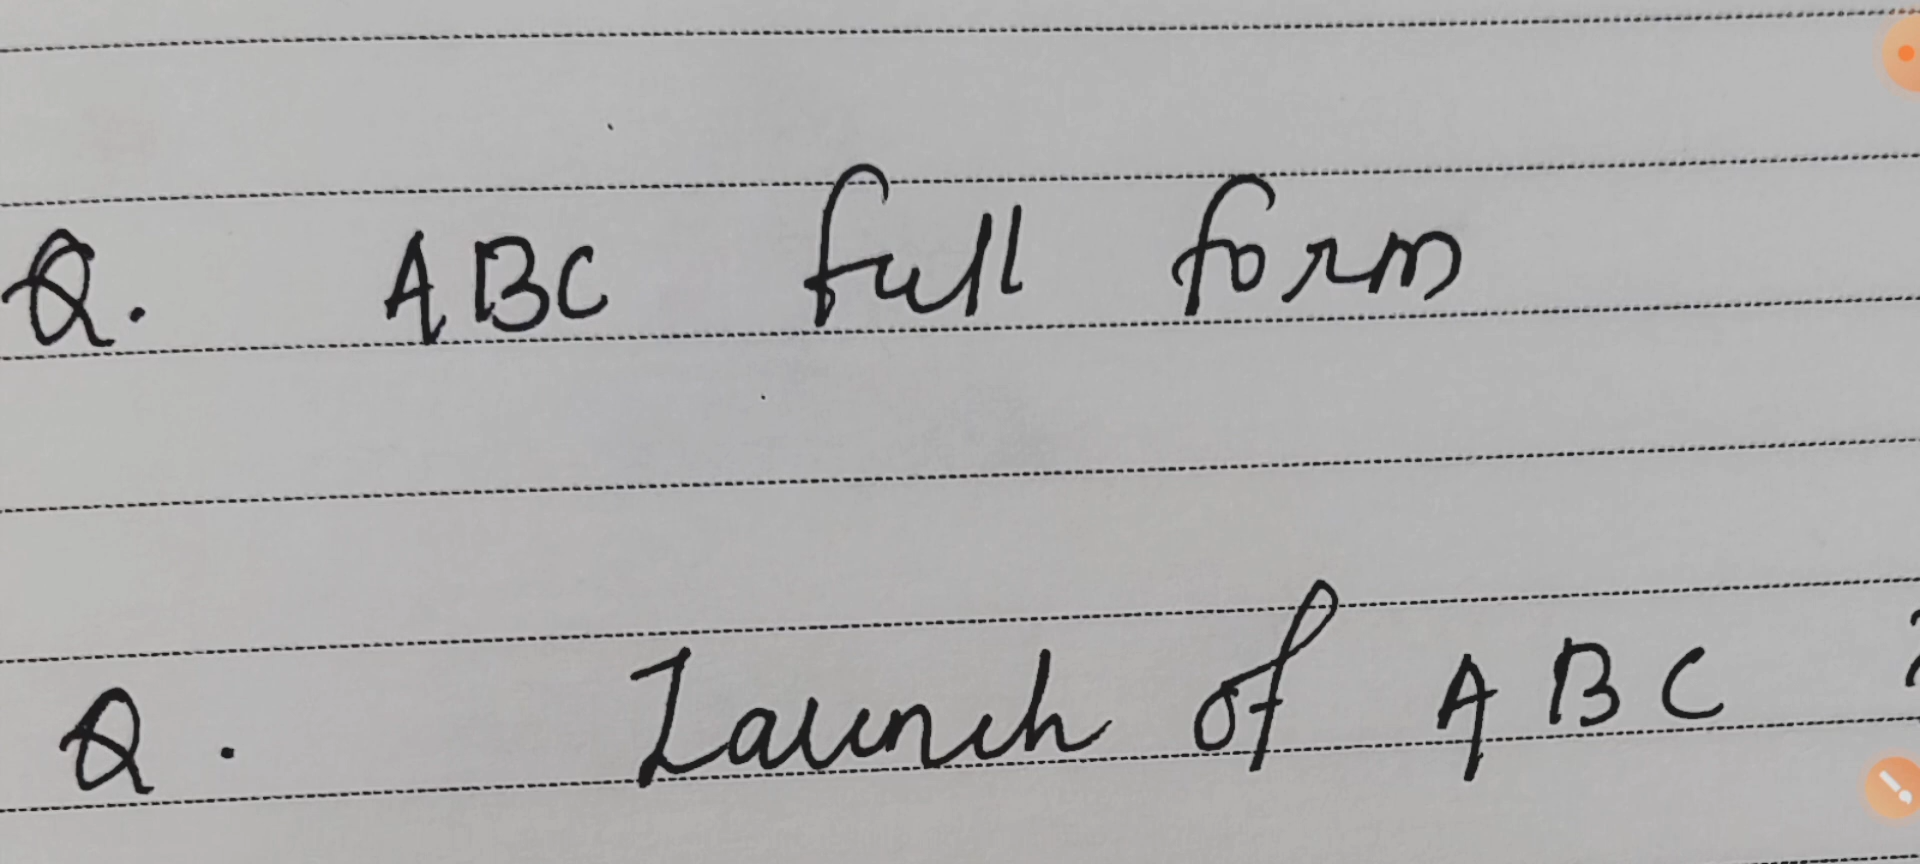 Q. ABC full form
Q. Launch of ABC ?